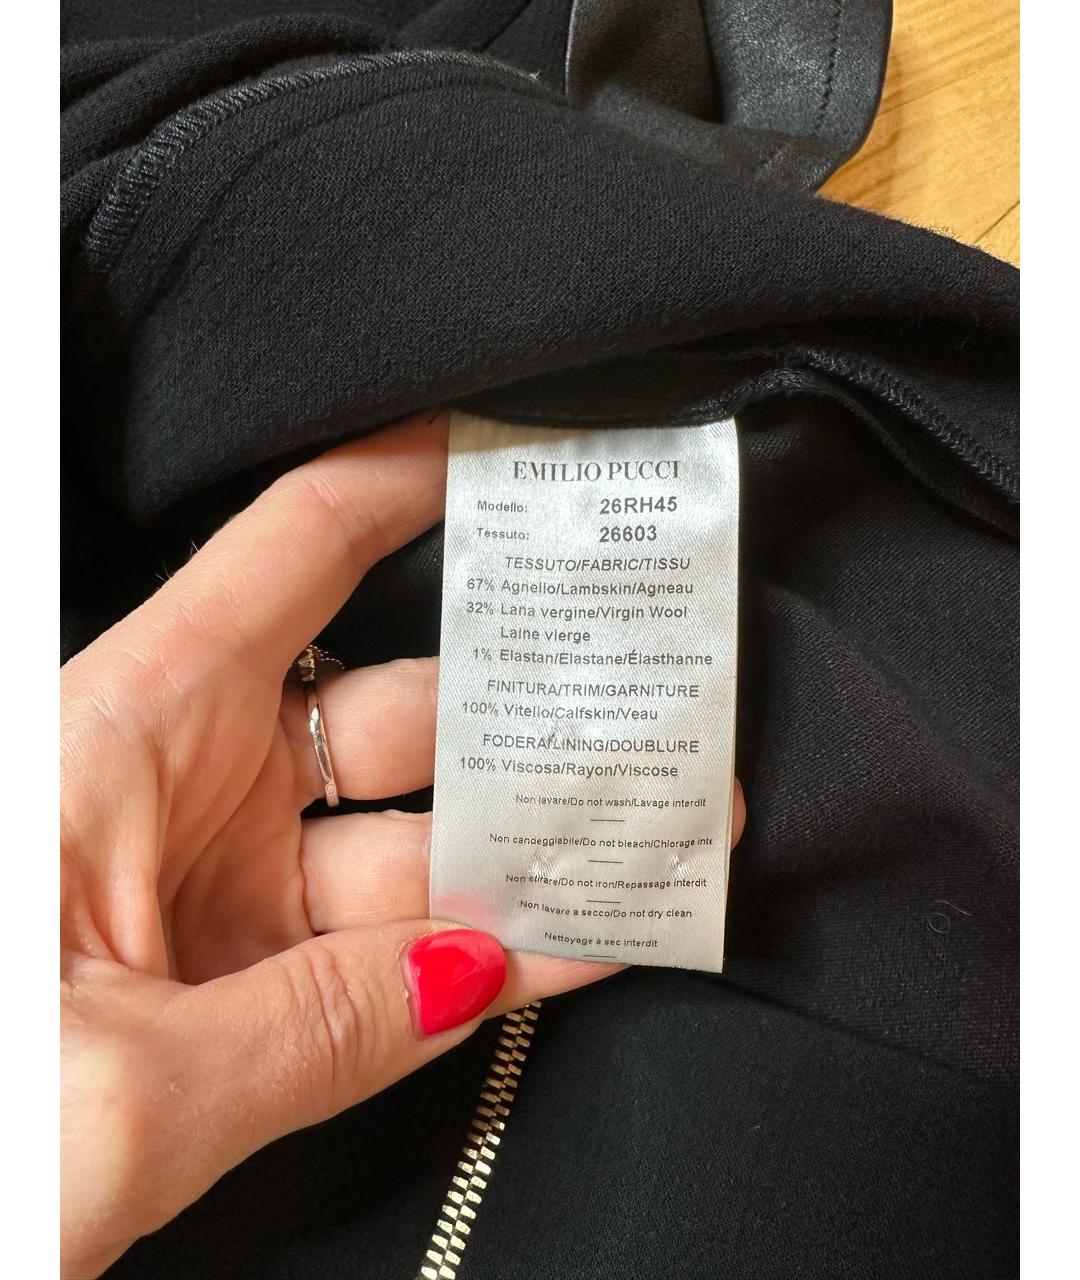 EMILIO PUCCI
Modello: 26RH45
Tessuto: 26603
TESSUTO/FABRIC/TISSU
67% Agnello/Lambskin/Agneau
32% Lana vergine/Virgin Wool
Laine vierge
1% Elastan/Elastane/Élasthanne
FINITURA/TRIM/GARNITURE
100% Vitello/Calfskin/Veau
FODERA/LINING/DOUBLURE
100% Viscosa/Rayon/Viscose
Non lavare/Do not wash/Lavage interdit
Non candeggiabile/Do not bleach/Chlorage inte
Non stirare/Do not iron/Repassage interdit
Non lavare a secco/Do not dry clean
Nettoyage à sec interdit